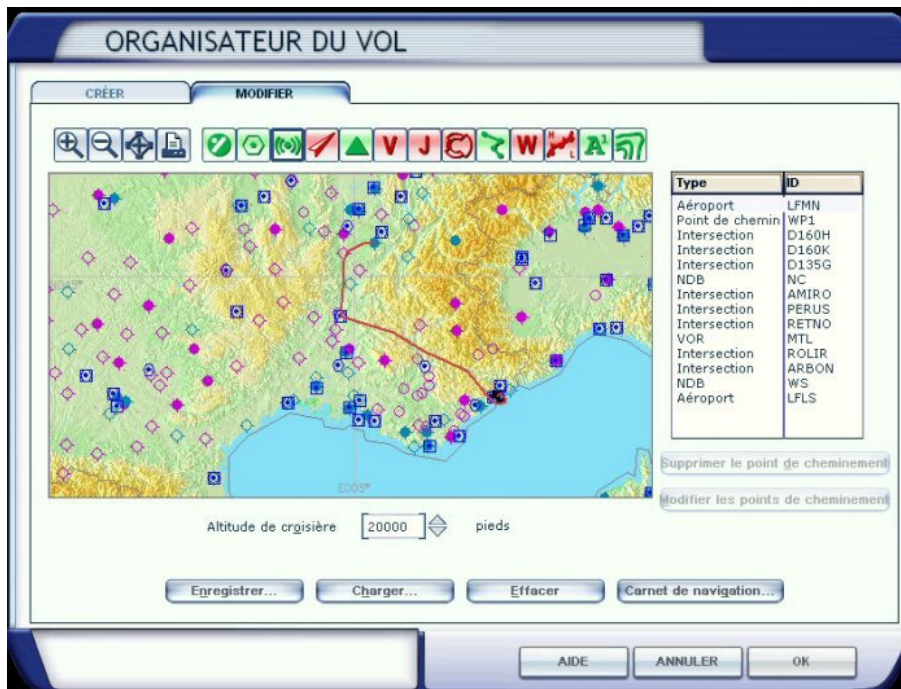 ORGANISATEUR DU VOL
CRÉER MODIFIER
V J W H L A
Type ID
Aéroport LFMN
Point de chemin WP1
Intersection D160H
Intersection D160K
Intersection D135G
NDB NC
Intersection AMIRO
Intersection PERUS
Intersection RETNO
VOR MTL
Intersection ROLIR
Intersection ARBON
NDB WS
Aéroport LFLS
E005°
Supprimer le point de cheminement
Modifier les points de cheminement
Altitude de croisière 20000 pieds
Enregistrer... Charger... Effacer Carnet de navigation...
AIDE ANNULER OK